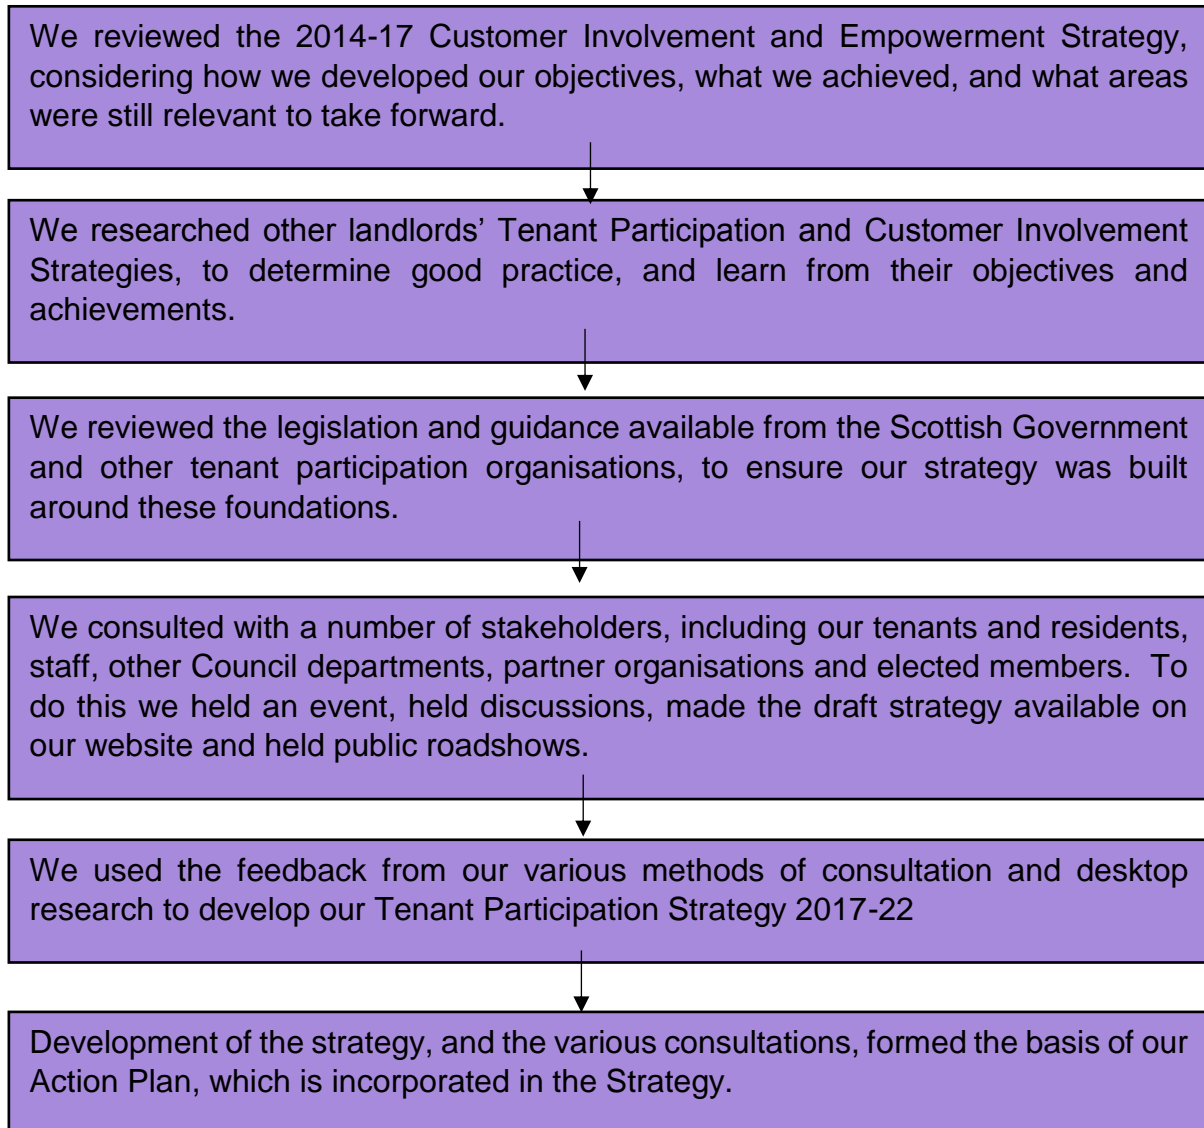 We reviewed the 2014-17 Customer Involvement and Empowerment Strategy,
considering how we developed our objectives, what we achieved, and what areas
were still relevant to take forward.
We researched other landlords’ Tenant Participation and Customer Involvement
Strategies, to determine good practice, and learn from their objectives and
achievements.
We reviewed the legislation and guidance available from the Scottish Government
and other tenant participation organisations, to ensure our strategy was built
around these foundations.
We consulted with a number of stakeholders, including our tenants and residents,
staff, other Council departments, partner organisations and elected members.  To
do this we held an event, held discussions, made the draft strategy available on
our website and held public roadshows.
We used the feedback from our various methods of consultation and desktop
research to develop our Tenant Participation Strategy 2017-22
Development of the strategy, and the various consultations, formed the basis of our
Action Plan, which is incorporated in the Strategy.